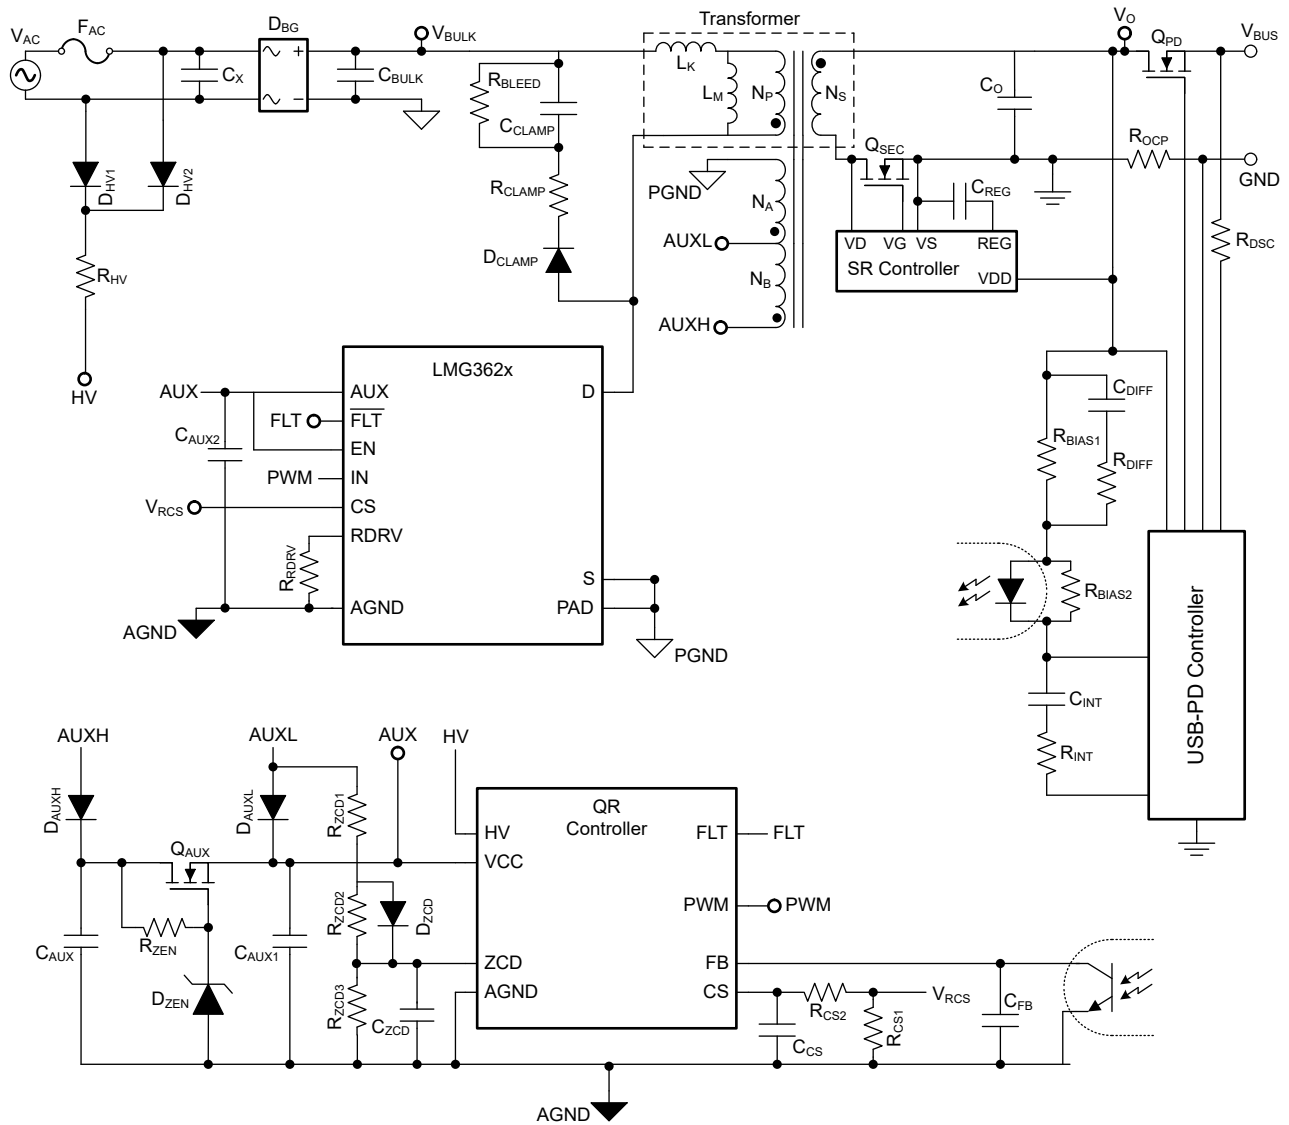 Transformer
VAC
FAC
DBG
VBULK
VO
QPD
VBUS
CX
CBULK
RBLEED
CCLAMP
LK
LM
NP
NS
CO
QSEC
ROCP
GND
DHV1
DHV2
RCLAMP
PGND
NA
CREG
AUXL
VD
VG
VS
REG
SR Controller
VDD
RDSC
RHV
DCLAMP
NB
AUXH
HV
LMG362x
AUX
AUX
D
FLT
FLT
CAUX2
EN
PWM
IN
VRCS
CS
RDRV
RRDRV
S
AGND
PAD
AGND
PGND
CDIFF
RBIAS1
RDIFF
RBIAS2
USB-PD Controller
CINT
RINT
AUXH
AUXL
AUX
HV
DAUXH
DAUXL
RZCD1
QR
Controller
HV
FLT
FLT
QAUX
VCC
RZCD2
DZCD
PWM
PWM
CAUX
RZEN
CAUX1
ZCD
FB
DZEN
RZCD3
CZCD
AGND
CS
RCS2
VRCS
CCS
RCS1
CFB
AGND